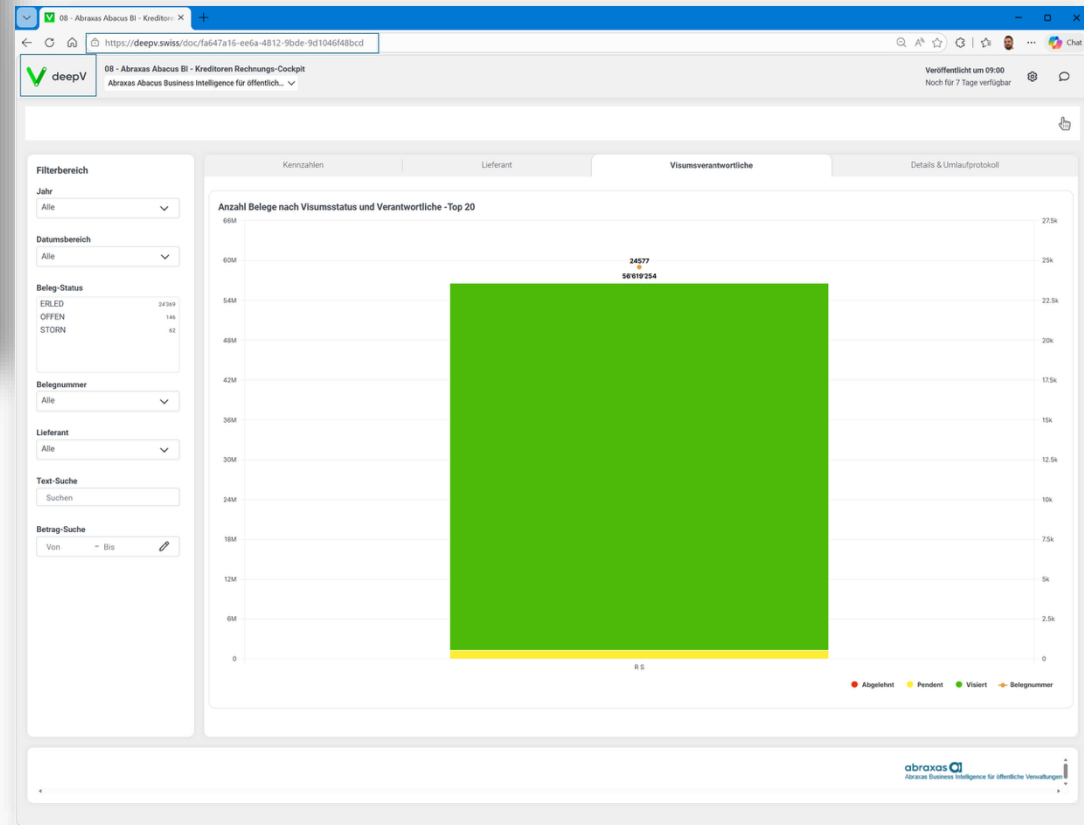 08 - Abraxas Abacus BI - Kreditore
https://deepv.swiss/doc/fa647a16-ee6a-4812-9bde-9d1046f48bcd
Chat
deepV
08 - Abraxas Abacus BI - Kreditoren Rechnungs-Cockpit
Abraxas Abacus Business Intelligence für öffentlich...
Veröffentlicht um 09:00
Noch für 7 Tage verfügbar
Filterbereich
Jahr
Alle
Datumsbereich
Alle
Beleg-Status
ERLED 24'369
OFFEN 146
STORN 62
Belegnummer
Alle
Lieferant
Alle
Text-Suche
Suchen
Betrag-Suche
Von - Bis
Kennzahlen Lieferant Visumsverantwortliche Details & Umlaufprotokoll
Anzahl Belege nach Visumsstatus und Verantwortliche -Top 20
66M 27.5k
60M 25k
54M 22.5k
48M 20k
42M 17.5k
36M 15k
30M 12.5k
24M 10k
18M 7.5k
12M 5k
6M 2.5k
0 0
24577
56'619'254
R S
Abgelehnt Pendent Visiert Belegnummer
abraxas
Abraxas Business Intelligence für öffentliche Verwaltungen